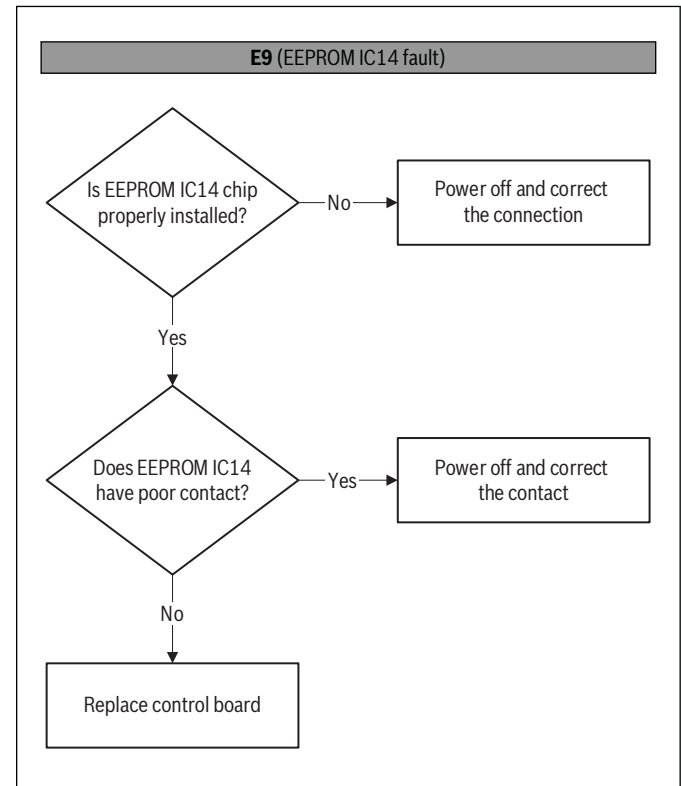 E9 (EEPROM IC14 fault)
Is EEPROM IC14 chip
properly installed?
No
Power off and correct
the connection
Yes
Does EEPROM IC14
have poor contact?
Yes
Power off and correct
the contact
No
Replace control board